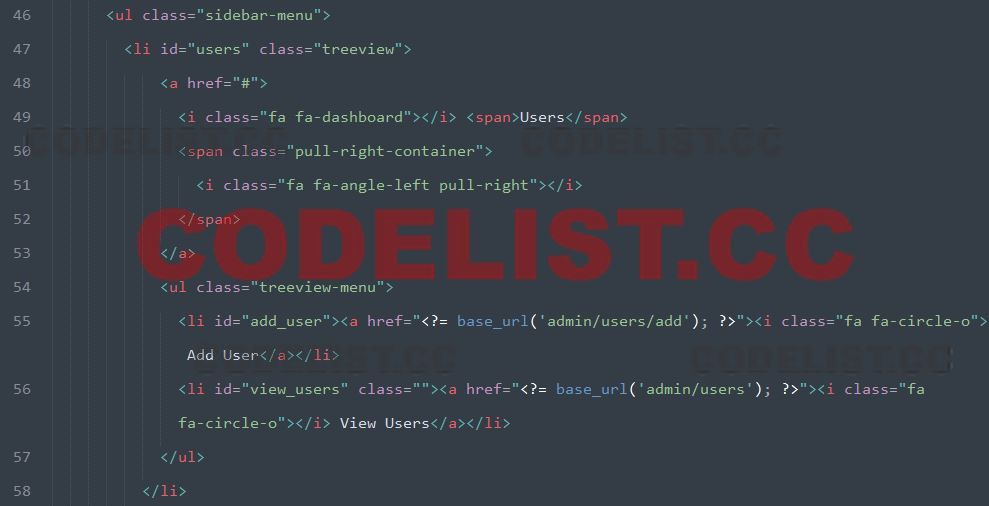 46 <ul class="sidebar-menu">
47 <li id="users" class="treeview">
48 <a href="#">
49 <i class="fa fa-dashboard"></i> <span>Users</span>
CODELIST.CC CODELIST.CC
50 <span class="pull-right-container">
51 <i class="fa fa-angle-left pull-right"></i>
52 </span>
CODELIST.CC
53 </a>
54 <ul class="treeview-menu">
55 <li id="add_user"><a href="<?= base_url('admin/users/add'); ?>"><i class="fa fa-circle-o">
Add User</a></li>
CODELIST.CC CODELIST.CC
56 <li id="view_users" class=""><a href="<?= base_url('admin/users'); ?>"><i class="fa
fa-circle-o"></i> View Users</a></li>
57 </ul>
58 </li>